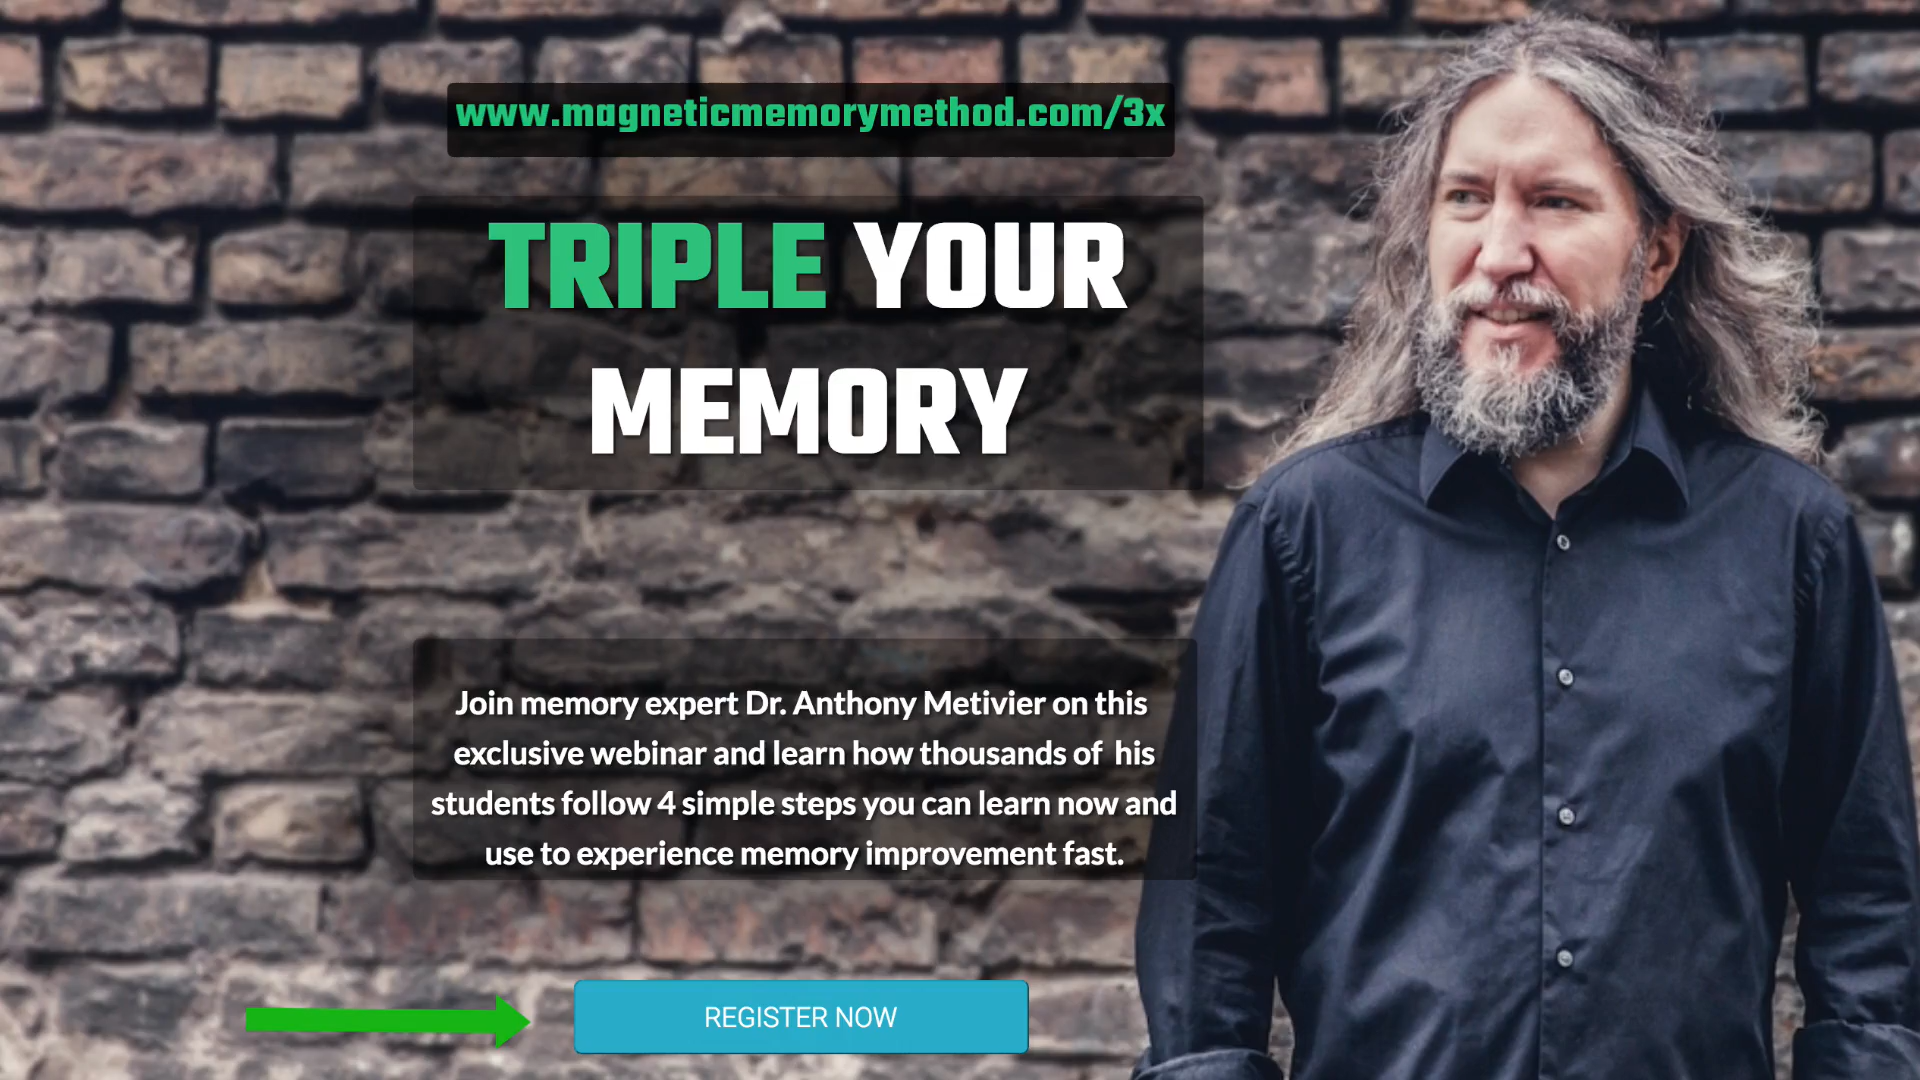 www.magneticmemorymethod.com/3x
TRIPLE YOUR
MEMORY
Join memory expert Dr. Anthony Metivier on this
exclusive webinar and learn how thousands of his
students follow 4 simple steps you can learn now and
use to experience memory improvement fast.
REGISTER NOW